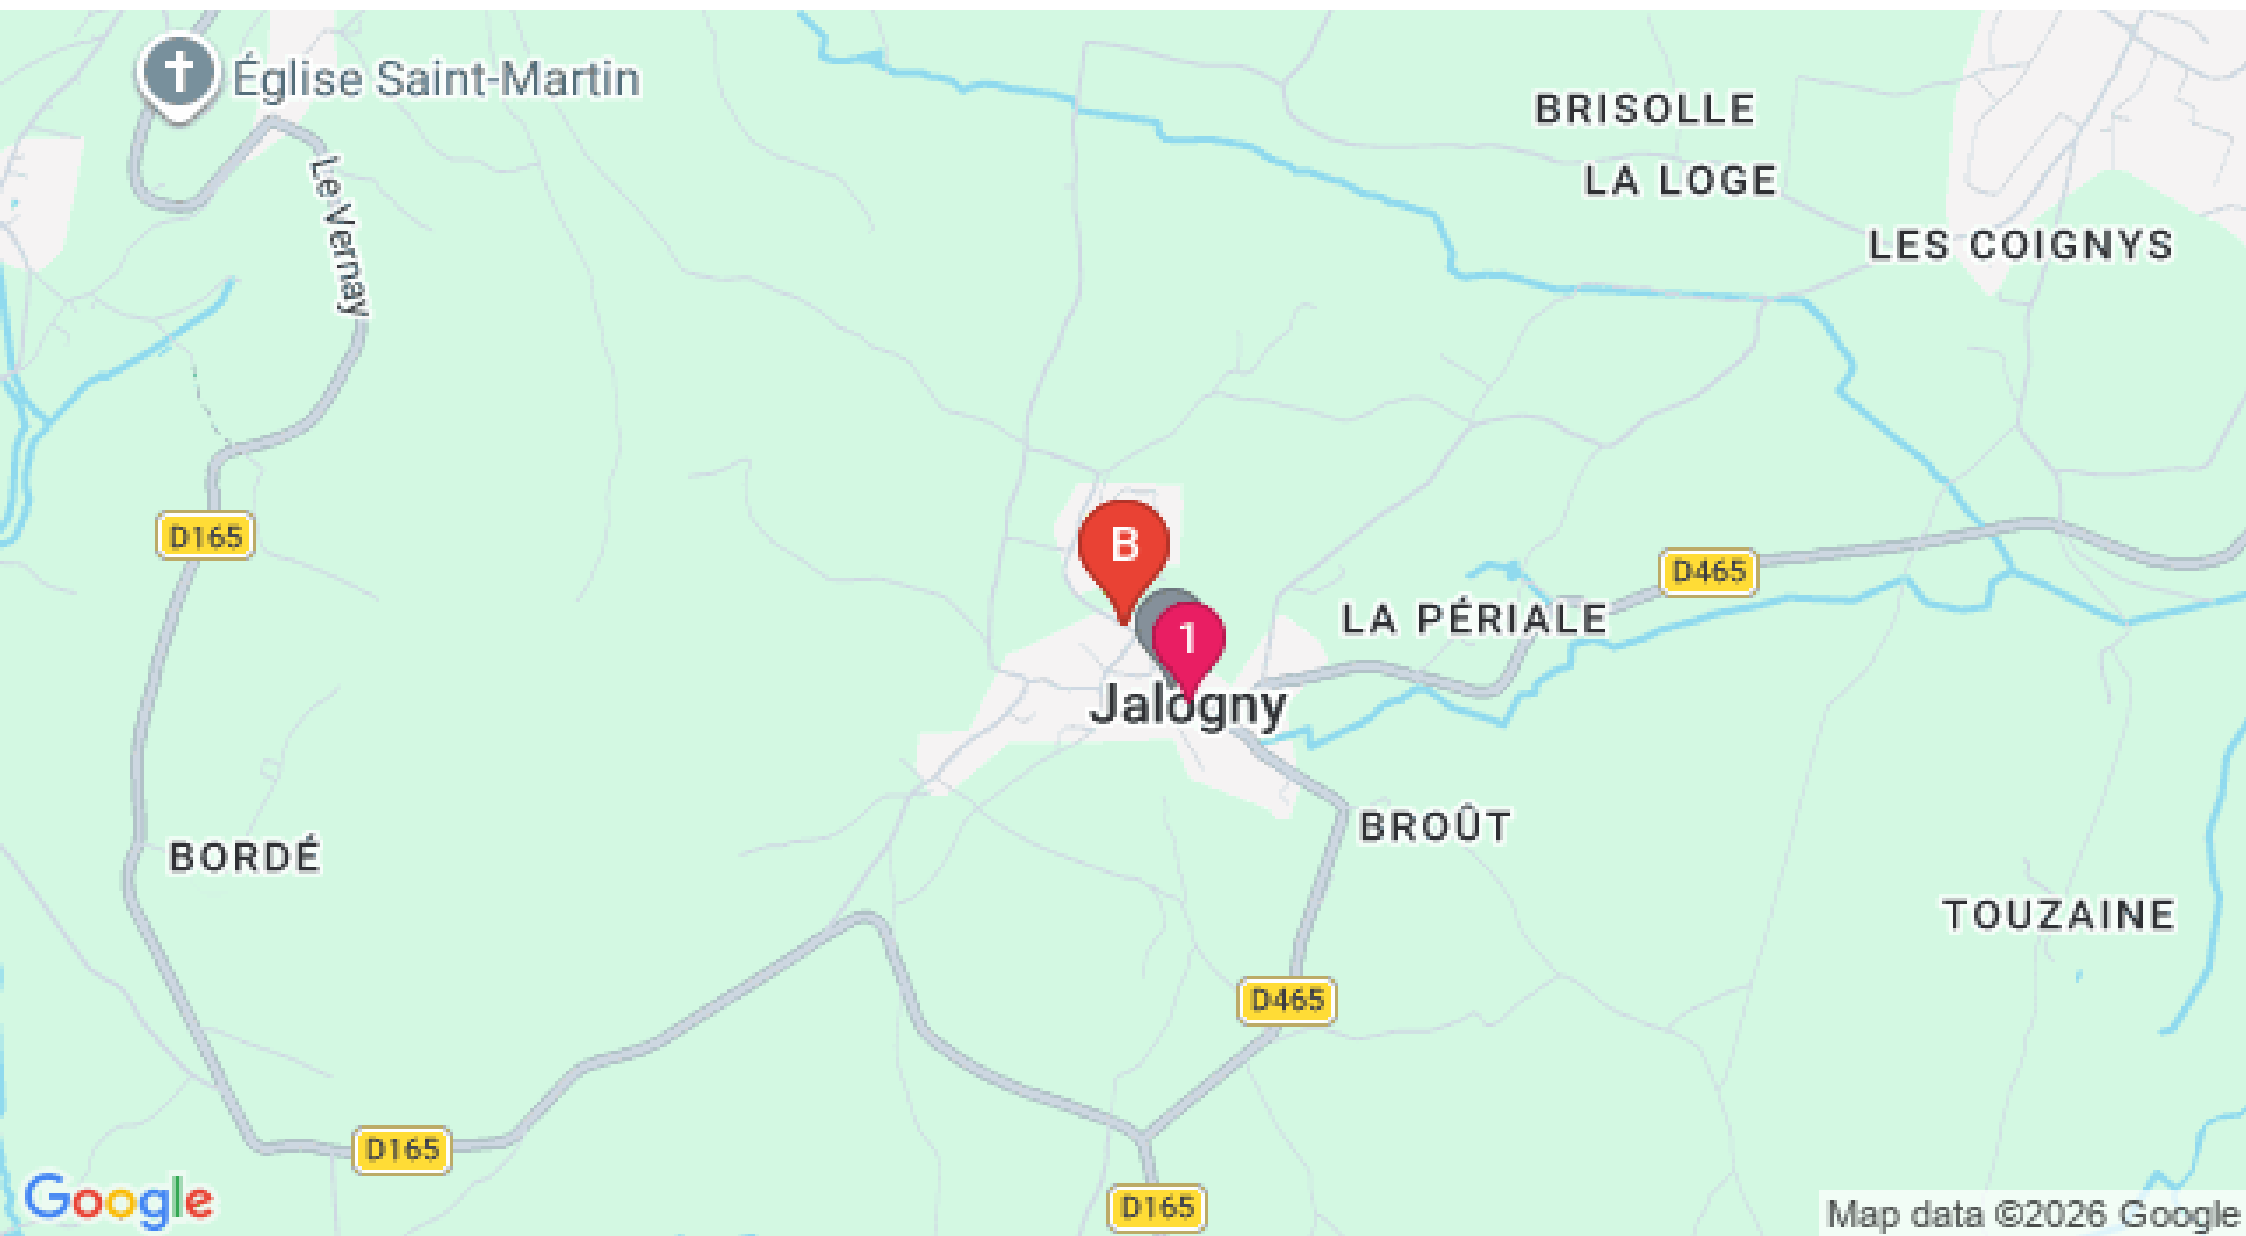 Église Saint-Martin
BRISOLLE
LA LOGE
Le Vernay
LES COIGNYS
D165
B
D465
LA PÉRIALE
1
Jalogny
BROÛT
BORDÉ
TOUZAINE
D465
D165
D165
Google
Map data ©2026 Google